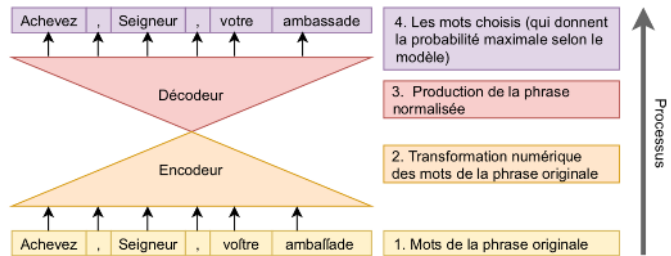 Achevez , Seigneur , votre ambassade
4. Les mots choisis (qui donnent
la probabilité maximale selon le
modèle)
Décodeur
3. Production de la phrase
normalisée
Encodeur
2. Transformation numérique
des mots de la phrase originale
Achevez , Seigneur , voſtre ambaſſade
1. Mots de la phrase originale
Processus